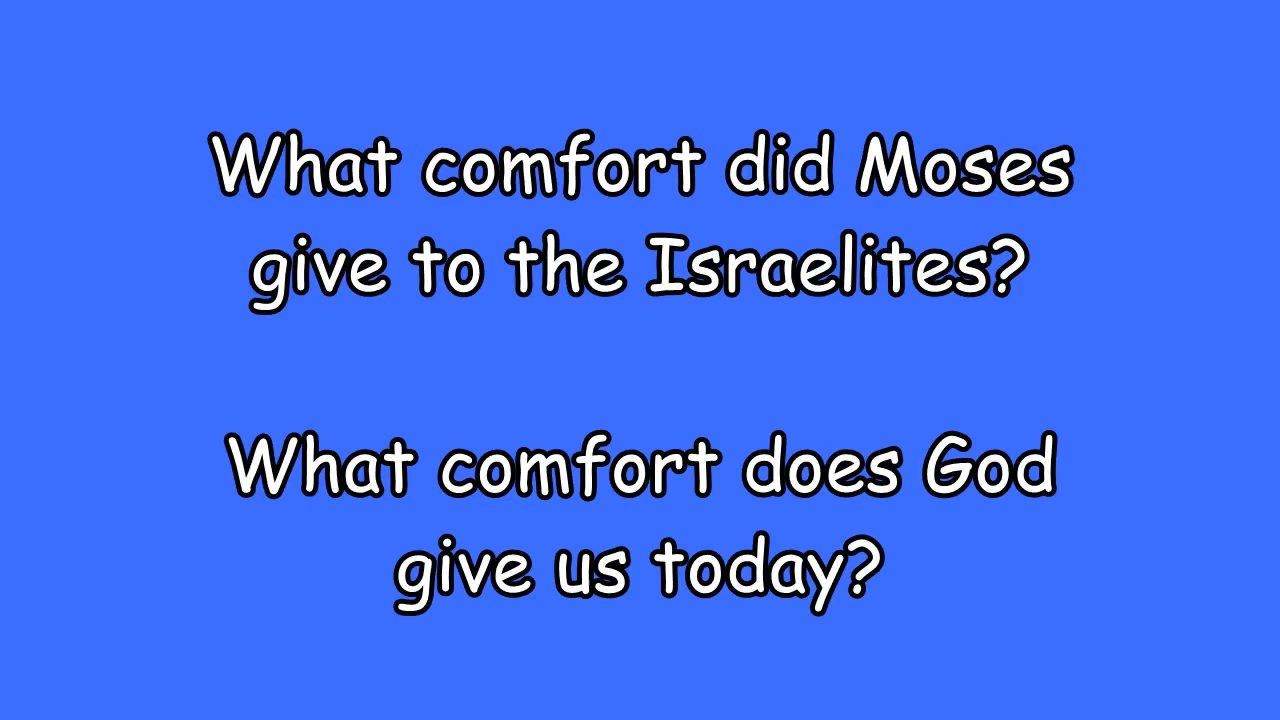 What comfort did Moses
give to the Israelites?
What comfort does God
give us today?